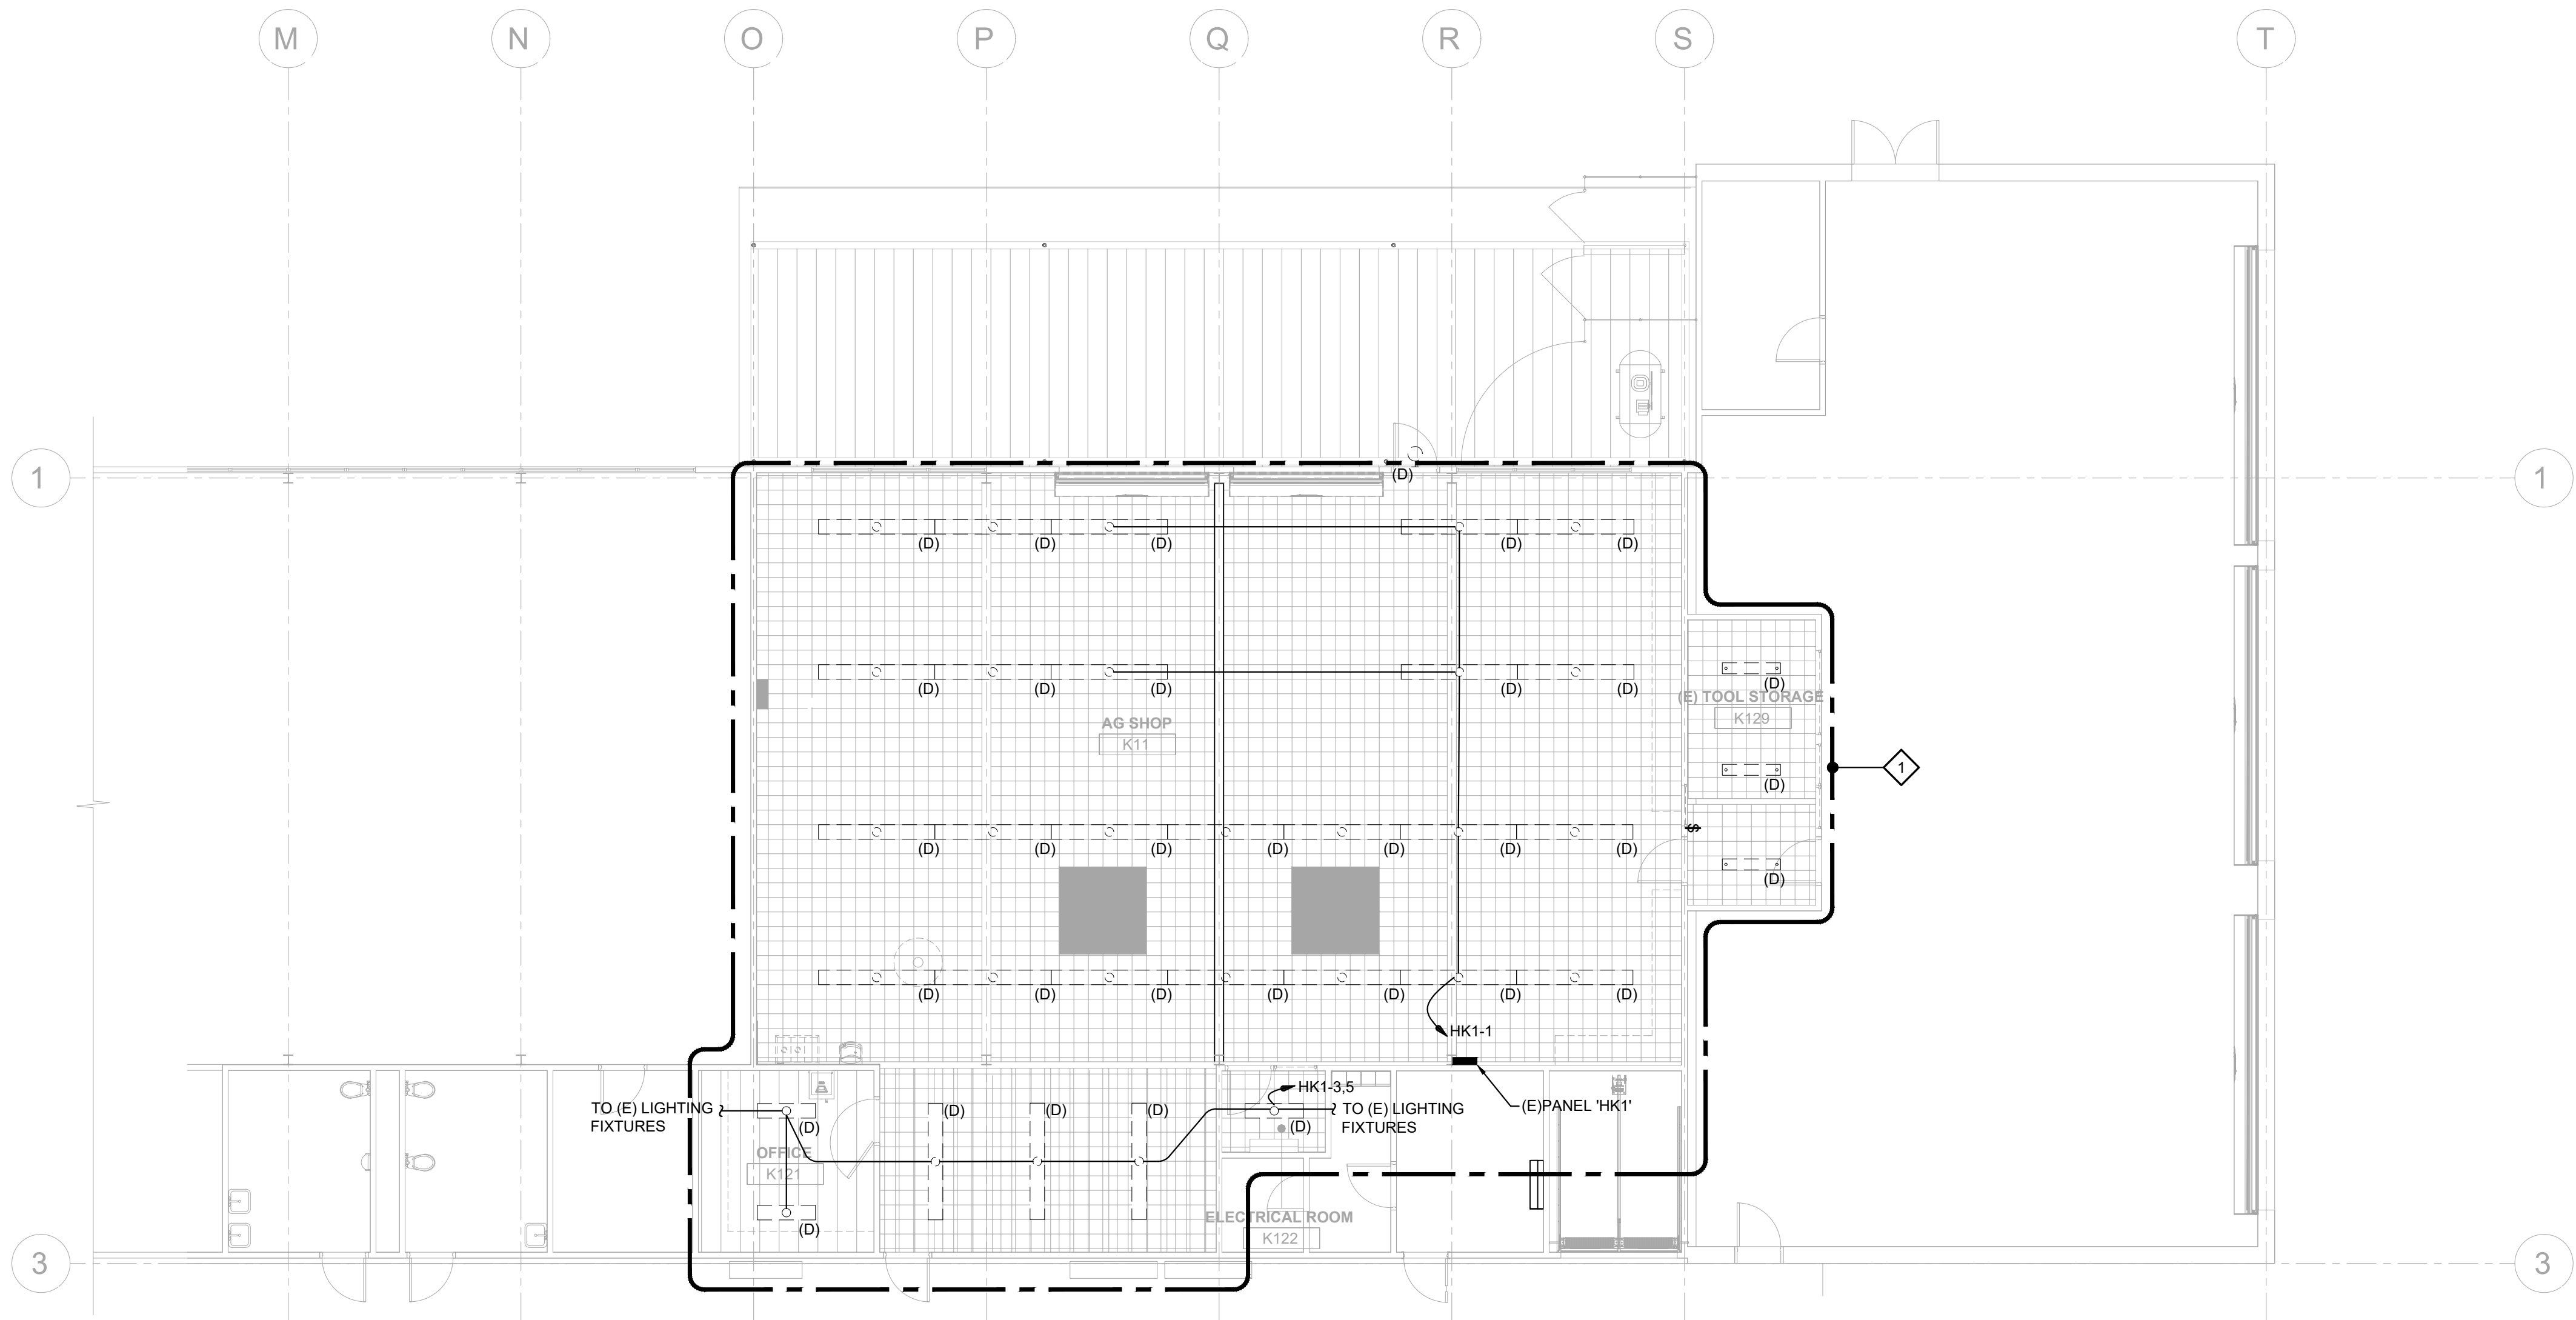 M N O P Q R S T
1 1
(D)
(D) (D) (D) (D) (D)
(D) (D) (D) (D) (D)
(D)
(E) TOOL STORAGE
K129
AG SHOP
K11
1
(D)
$
(D) (D) (D) (D) (D) (D) (D)
(D)
(D) (D) (D) (D) (D) (D) (D)
HK1-1
HK1-3,5
(E)PANEL 'HK1'
TO (E) LIGHTING
FIXTURES
(D) (D) (D)
TO (E) LIGHTING
FIXTURES
(D)
(D)
OFFICE
K121
(D)
ELECTRICAL ROOM
K122
3 3